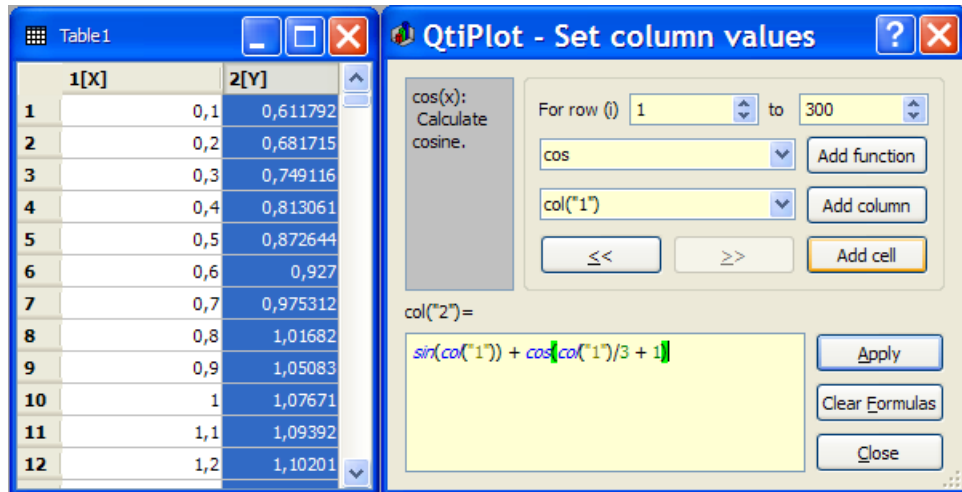 Table1
1[X] 2[Y]
1 0,1 0,611792
2 0,2 0,681715
3 0,3 0,749116
4 0,4 0,813061
5 0,5 0,872644
6 0,6 0,927
7 0,7 0,975312
8 0,8 1,01682
9 0,9 1,05083
10 1 1,07671
11 1,1 1,09392
12 1,2 1,10201
QtiPlot - Set column values
cos(x):
Calculate
cosine.
For row (i) 1 to 300
cos Add function
col("1") Add column
<< >> Add cell
col("2")=
sin(col("1")) + cos(col("1")/3 + 1)
Apply
Clear Formulas
Close